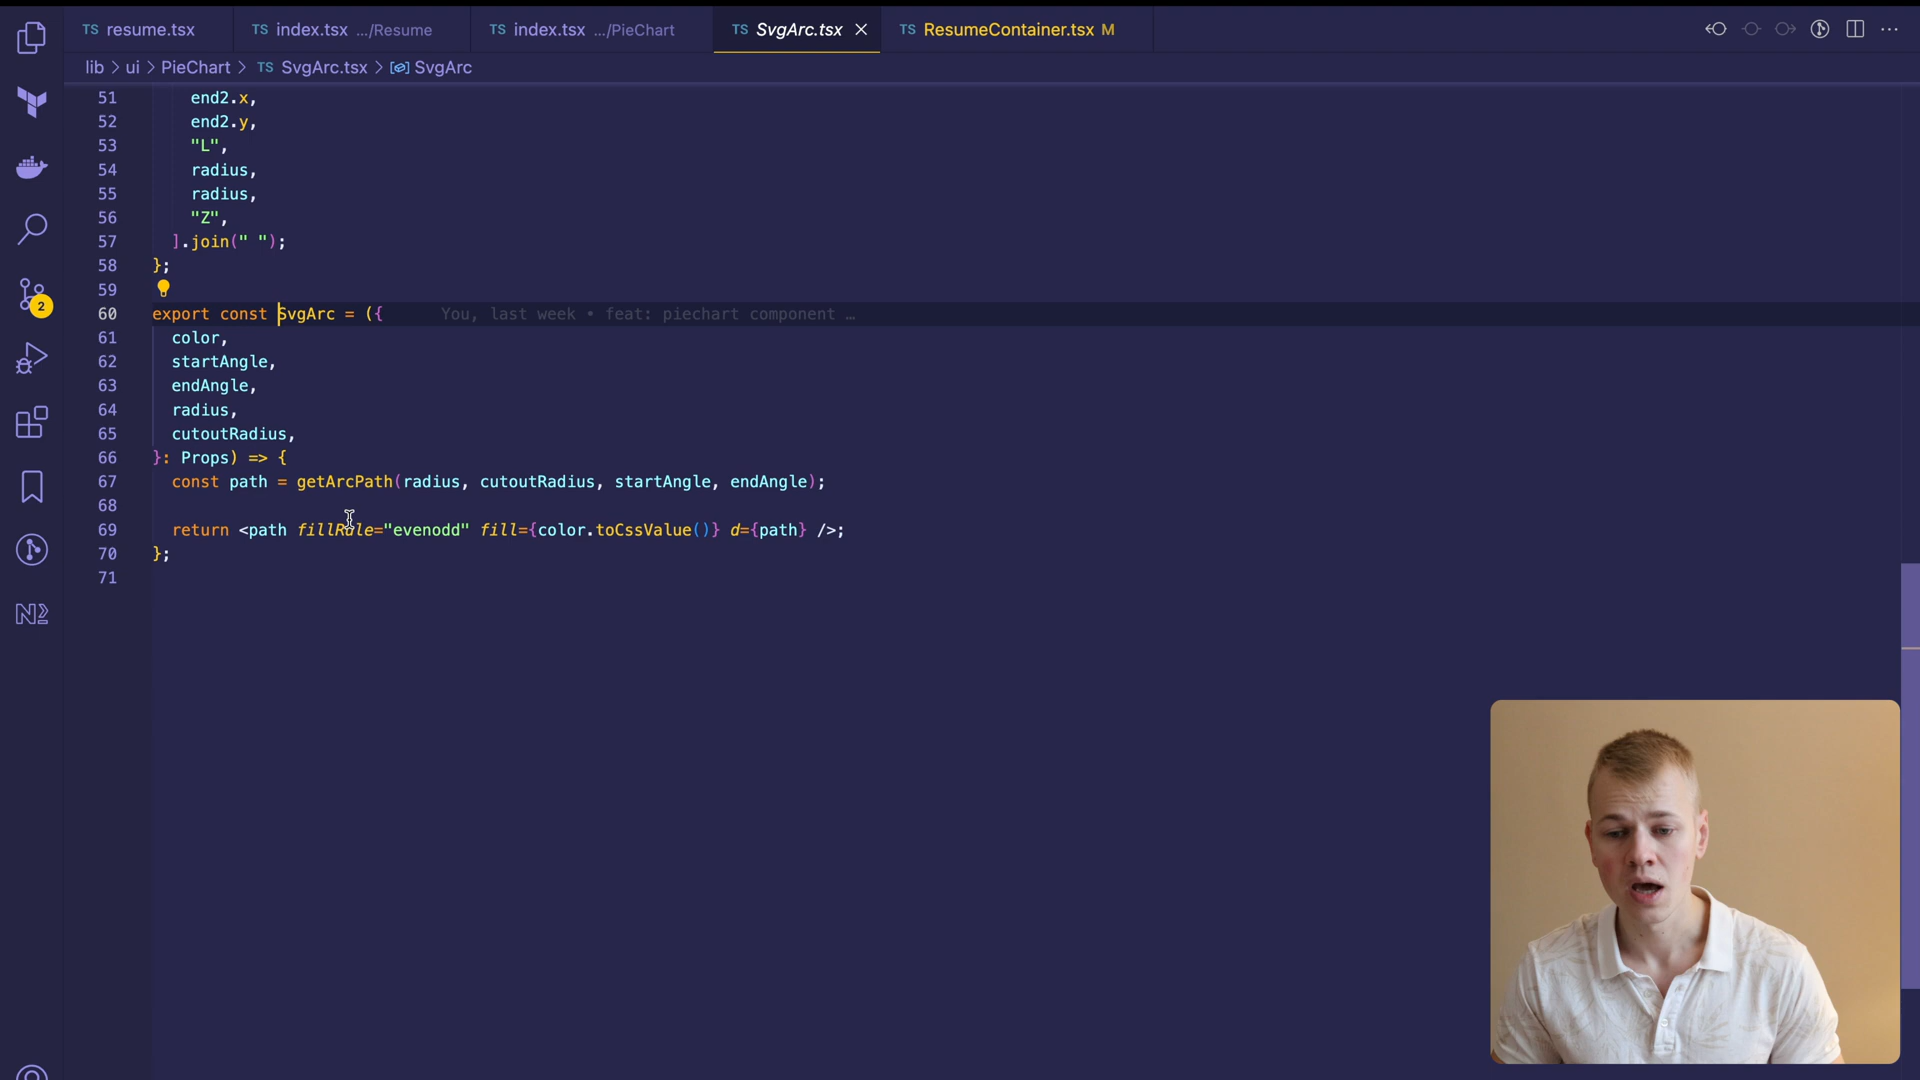 TS resume.tsx
TS index.tsx .../Resume
TS index.tsx .../PieChart
TS SvgArc.tsx
TS ResumeContainer.tsx M
lib > ui > PieChart > TS SvgArc.tsx > SvgArc
51 end2.x,
52 end2.y,
53 "L",
54 radius,
55 radius,
56 "Z",
57 ].join(" ");
58 };
59
60 export const SvgArc = ({ You, last week • feat: piechart component …
61 color,
62 startAngle,
63 endAngle,
64 radius,
65 cutoutRadius,
66 }: Props) => {
67 const path = getArcPath(radius, cutoutRadius, startAngle, endAngle);
68
69 return <path fillRule="evenodd" fill={color.toCssValue()} d={path} />;
70 };
71
2